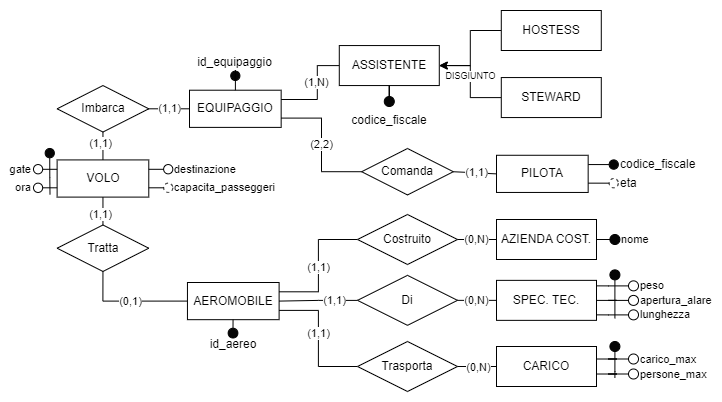 HOSTESS
id_equipaggio
ASSISTENTE
(1,N)
DISGIUNTO
STEWARD
Imbarca
(1,1)
EQUIPAGGIO
codice_fiscale
(1,1)
(2,2)
gate
destinazione
VOLO
Comanda
(1,1)
PILOTA
codice_fiscale
eta
ora
capacita_passeggeri
(1,1)
Tratta
Costruito
(0,N)
AZIENDA COST.
nome
(1,1)
(0,1)
AEROMOBILE
(1,1)
Di
(0,N)
SPEC. TEC.
peso
apertura_alare
lunghezza
(1,1)
id_aereo
Trasporta
(0,N)
CARICO
carico_max
persone_max